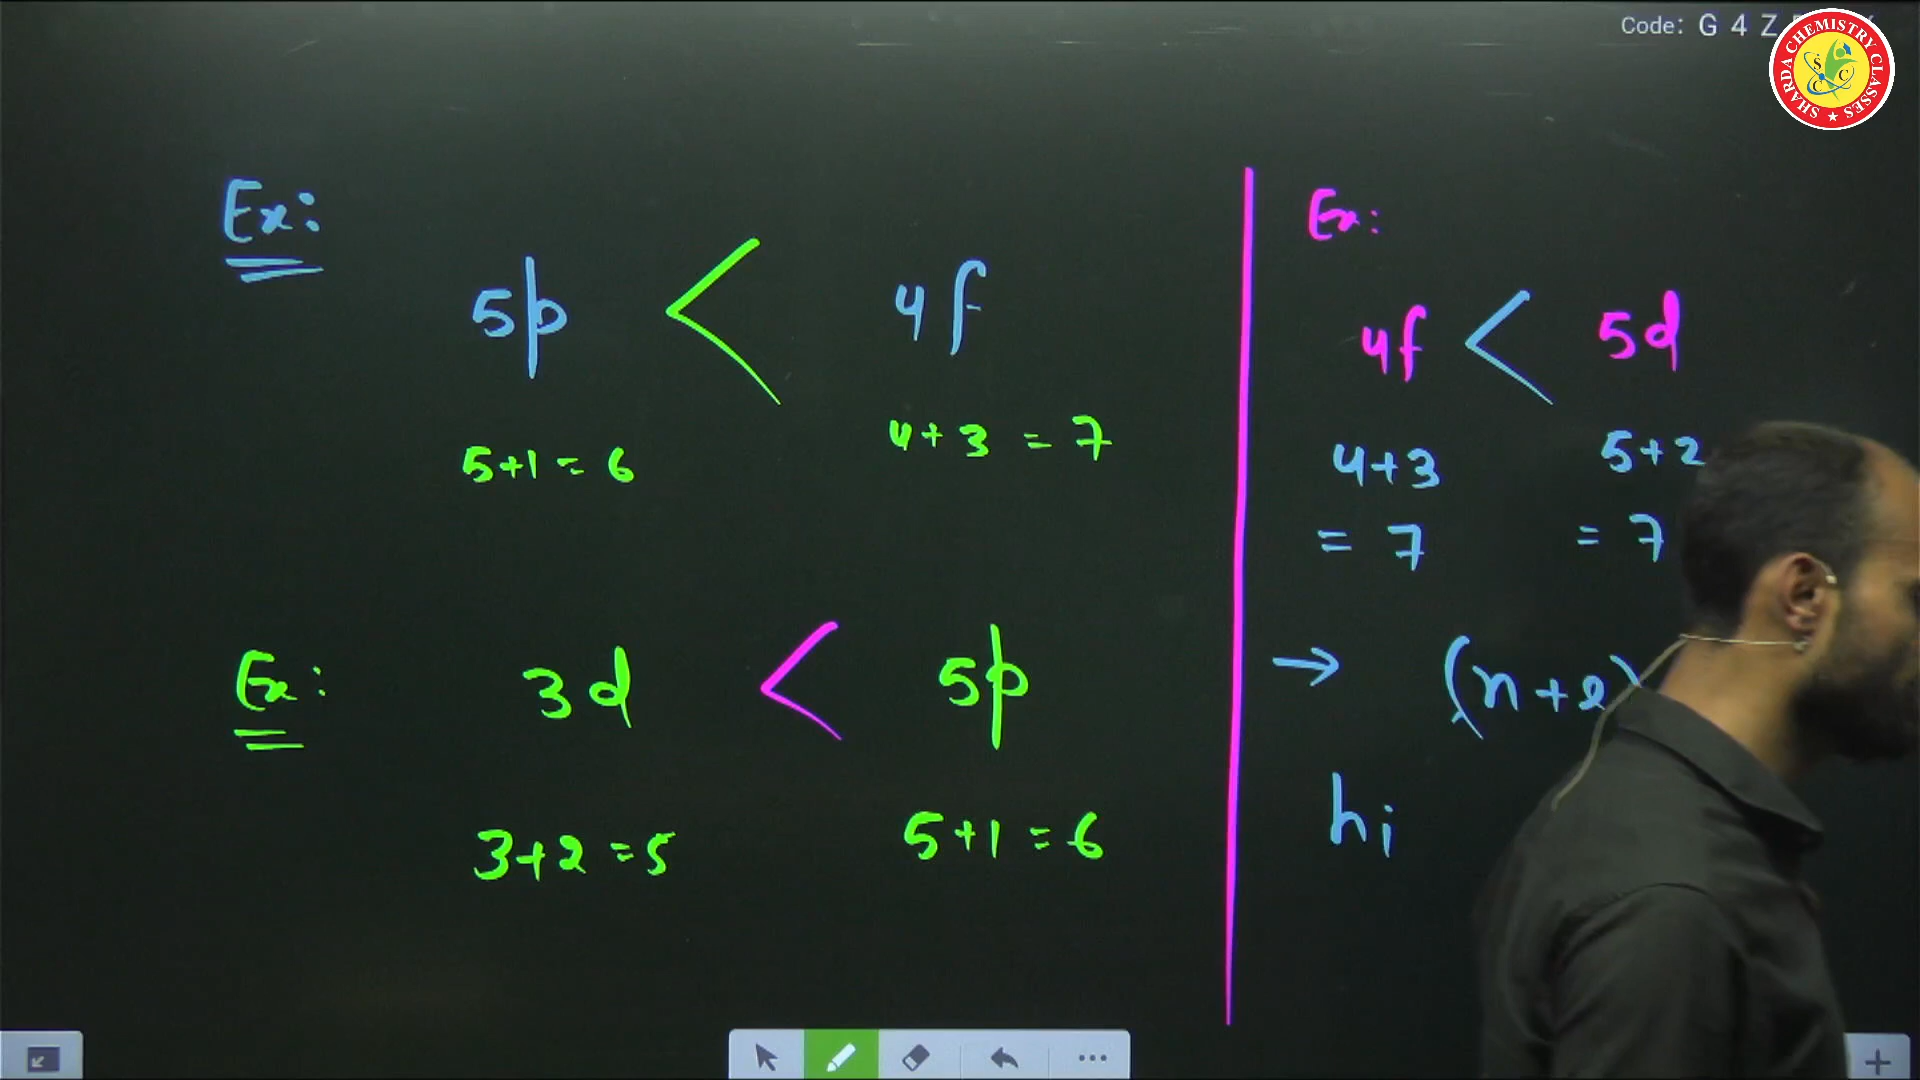 Code: G 4 Z
SHARDA CHEMISTRY CLASSES
S C C
Ex:
5p < 4f
5+1 = 6
4+3 = 7
Ex:
3d < 5p
3+2 = 5
5+1 = 6
Ex:
4f < 5d
4+3
5+2
= 7
= 7
→ (n+l)
hi